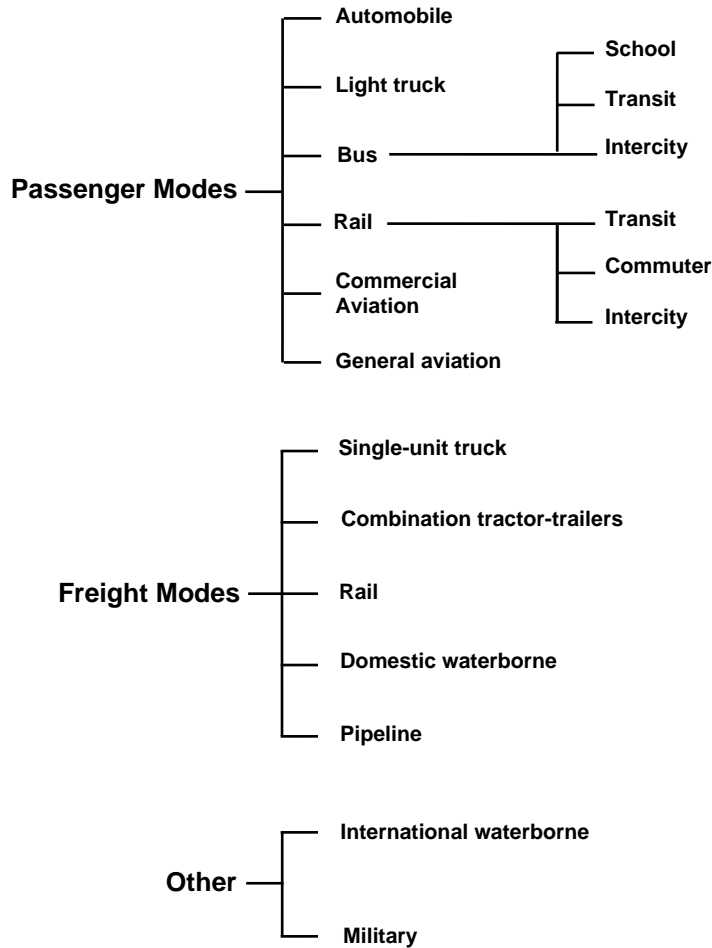 Automobile
School
Light truck
Transit
Bus
Intercity
Passenger Modes
Rail
Transit
Commuter
Commercial
Aviation
Intercity
General aviation
Single-unit truck
Combination tractor-trailers
Freight Modes
Rail
Domestic waterborne
Pipeline
International waterborne
Other
Military